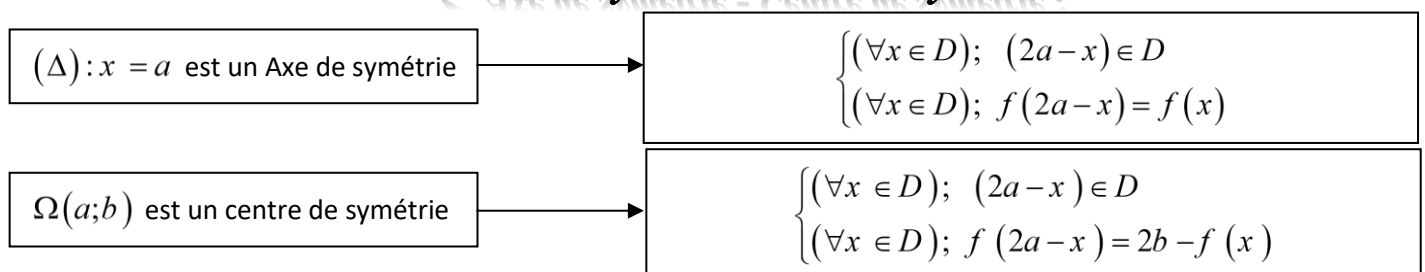 (Δ) : x = a est un Axe de symétrie
{(∀x ∈ D); (2a − x) ∈ D
(∀x ∈ D); f(2a − x) = f(x)
Ω(a;b) est un centre de symétrie
{(∀x ∈ D); (2a − x) ∈ D
(∀x ∈ D); f(2a − x) = 2b − f(x)